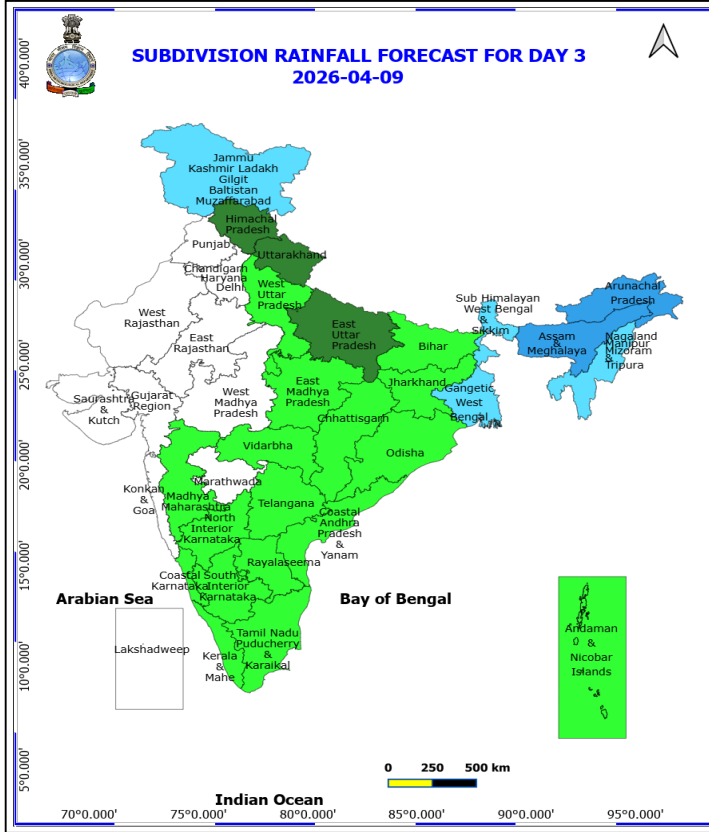 SUBDIVISION RAINFALL FORECAST FOR DAY 3
2026-04-09
40°0.000'
35°0.000'
30°0.000'
25°0.000'
20°0.000'
15°0.000'
10°0.000'
5°0.000'
Jammu
Kashmir Ladakh
Gilgit
Baltistan
Muzaffarabad
Himachal
Pradesh
Punjab
Uttarakhand
Chandigarh
Haryana
Delhi
West
Uttar
Pradesh
West
Rajasthan
East
Rajasthan
East
Uttar
Pradesh
Bihar
Sub Himalayan
West Bengal
&
Sikkim
Arunachal
Pradesh
Assam
&
Meghalaya
Nagaland
Manipur
Mizoram
&
Tripura
Saurashtra
&
Kutch
Gujarat
Region
West
Madhya
Pradesh
East
Madhya
Pradesh
Jharkhand
Gangetic
West
Bengal
Chhattisgarh
Odisha
Vidarbha
Marathwada
Konkan
&
Goa
Madhya
Maharashtra
Telangana
North
Interior
Karnataka
Coastal
Andhra
Pradesh
&
Yanam
Rayalaseema
Coastal
Karnataka
South
Interior
Karnataka
Arabian Sea
Bay of Bengal
Lakshadweep
Kerala
&
Mahe
Tamil Nadu
Puducherry
&
Karaikal
Andaman
&
Nicobar
Islands
0 250 500 km
Indian Ocean
70°0.000' 75°0.000' 80°0.000' 85°0.000' 90°0.000' 95°0.000'